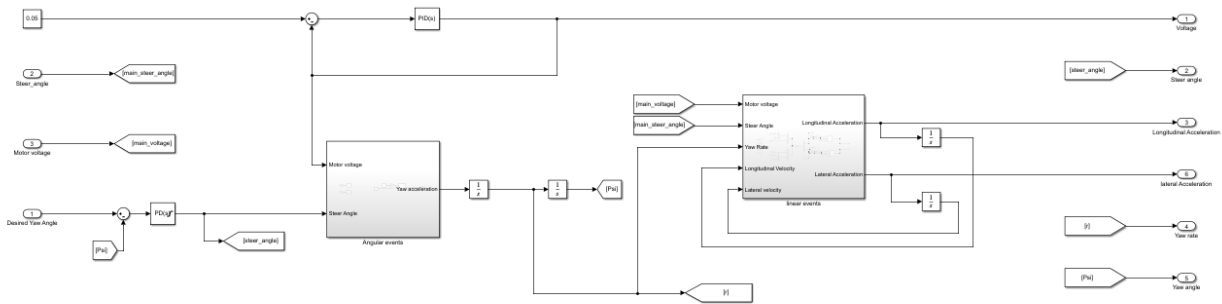 0.05
PID(s)
1
Voltage
2
Steer_angle
[main_steer_angle]
[steer_angle]
2
Steer angle
[main_voltage]
Motor voltage
Longitudinal Acceleration
3
Longitudinal Acceleration
[main_steer_angle]
Steer Angle
1
s
3
Motor voltage
[main_voltage]
Yaw Rate
Motor voltage
Longitudinal Velocity
Lateral Acceleration
6
lateral Acceleration
Yaw acceleration
1
s
1
s
[Psi]
Lateral velocity
1
s
linear events
1
Desired Yaw Angle
Steer Angle
[r]
4
Yaw rate
[Psi]
[steer_angle]
Angular events
[r]
[Psi]
5
Yaw angle